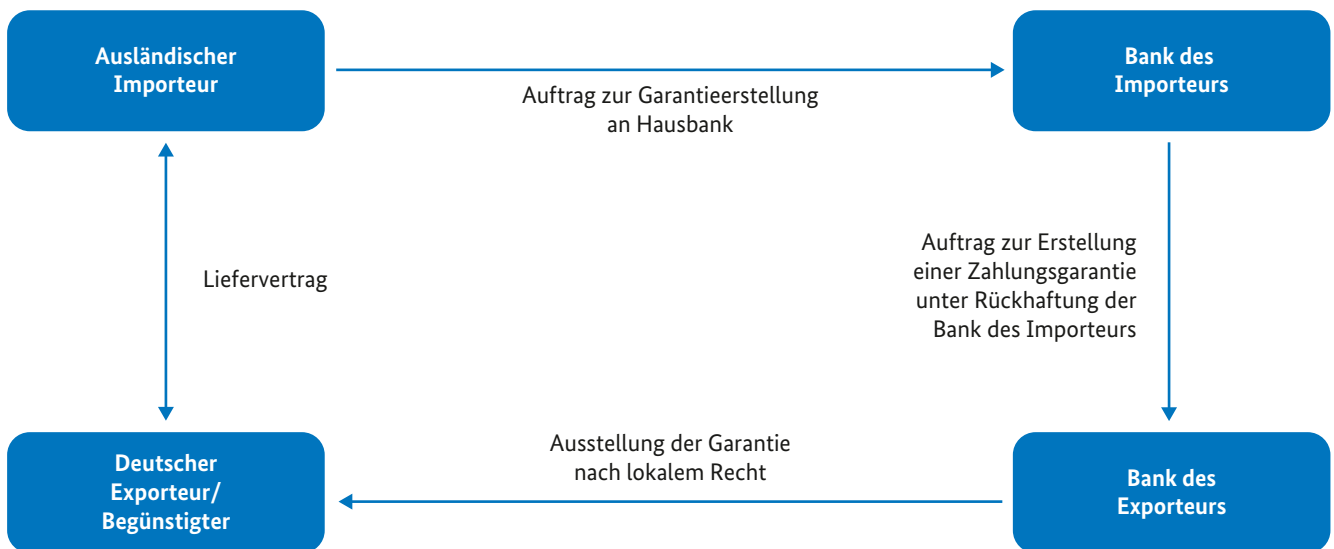 Ausländischer
Importeur
Auftrag zur Garantieerstellung
an Hausbank
Bank des
Importeurs
Liefervertrag
Auftrag zur Erstellung
einer Zahlungsgarantie
unter Rückhaftung der
Bank des Importeurs
Deutscher
Exporteur/
Begünstigter
Ausstellung der Garantie
nach lokalem Recht
Bank des
Exporteurs